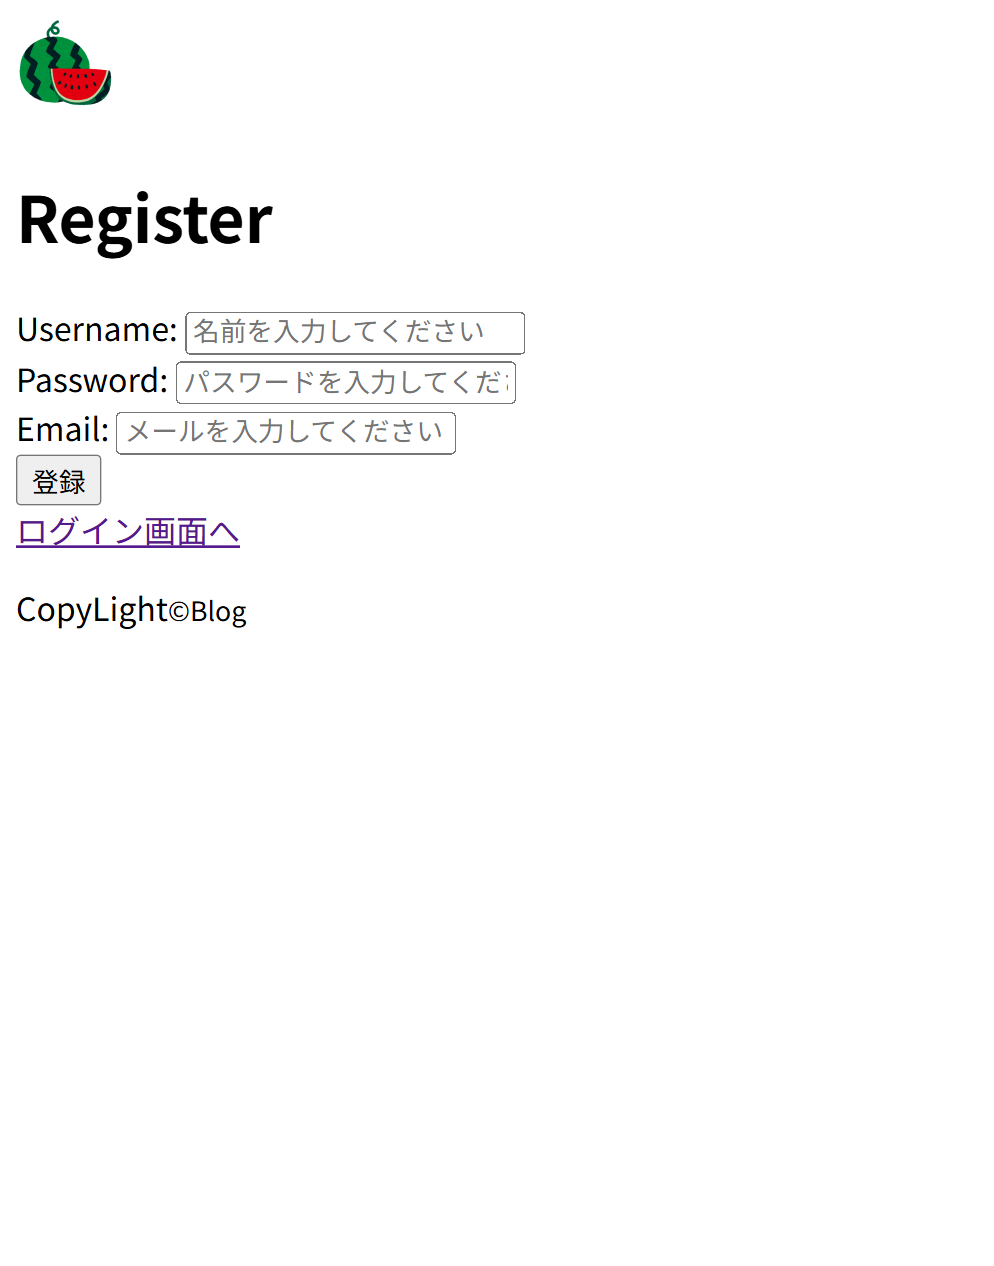 Register
Username: 名前を入力してください
Password: パスワードを入力してくだ
Email: メールを入力してください
登録
ログイン画面へ
CopyLight©Blog